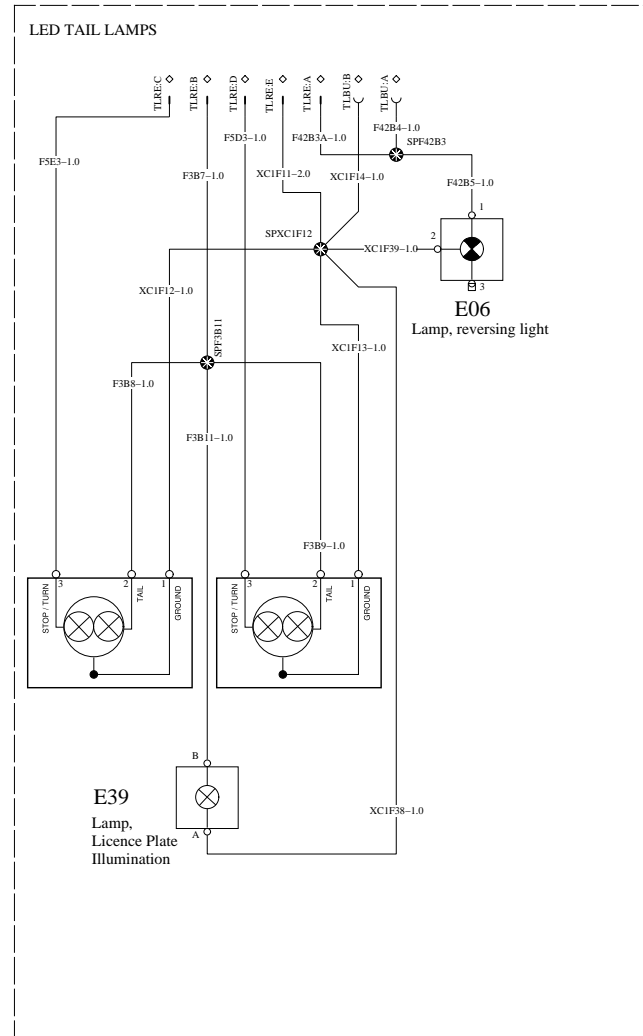 LED TAIL LAMPS
TLRE:C
TLRE:B
TLRE:D
TLRE:E
TLRE:A
TLBU:B
TLBU:A
F42B4–1.0
F5D3–1.0
F42B3A–1.0
SPF42B3
F5E3–1.0
F3B7–1.0
XC1F11–2.0
XC1F14–1.0
F42B5–1.0
1
SPXC1F12
2
XC1F39–1.0
3
E06
Lamp, reversing light
XC1F12–1.0
SPF3B11
XC1F13–1.0
F3B8–1.0
F3B11–1.0
F3B9–1.0
3
2
1
3
2
1
STOP / TURN
TAIL
GROUND
STOP / TURN
TAIL
GROUND
B
E39
Lamp,
Licence Plate
Illumination
A
XC1F38–1.0